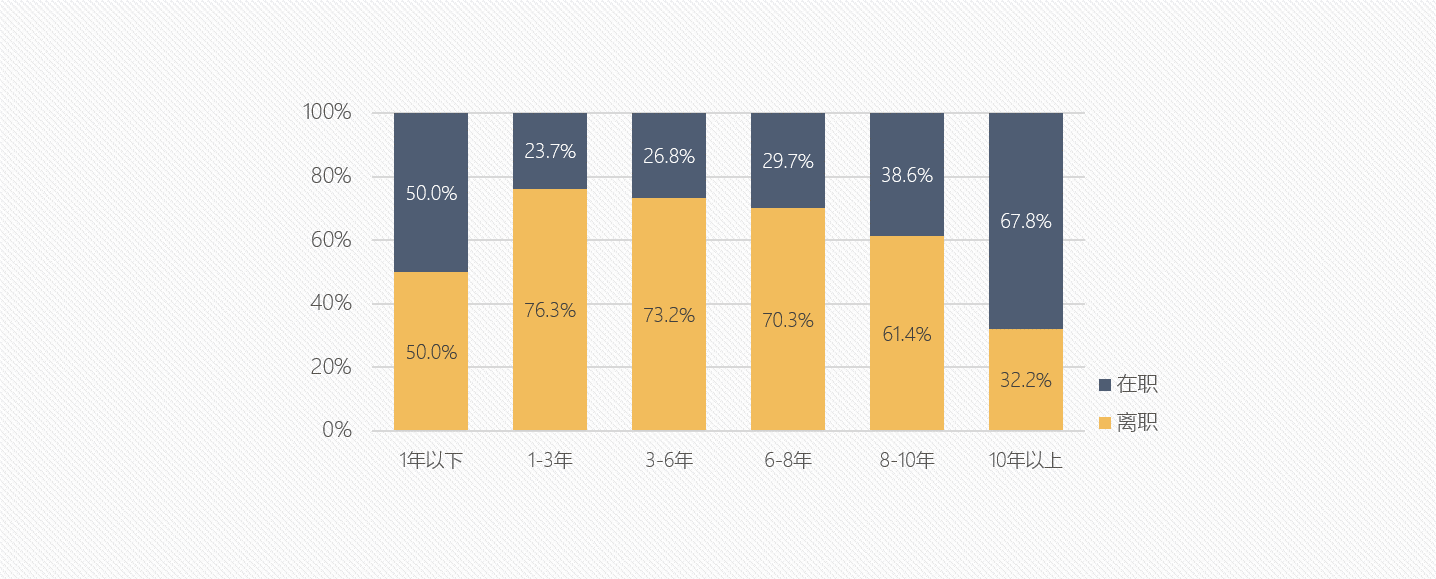 100%
80%
60%
40%
20%
0%
50.0%
23.7%
26.8%
29.7%
38.6%
67.8%
50.0%
76.3%
73.2%
70.3%
61.4%
32.2%
1年以下
1-3年
3-6年
6-8年
8-10年
10年以上
在职
离职